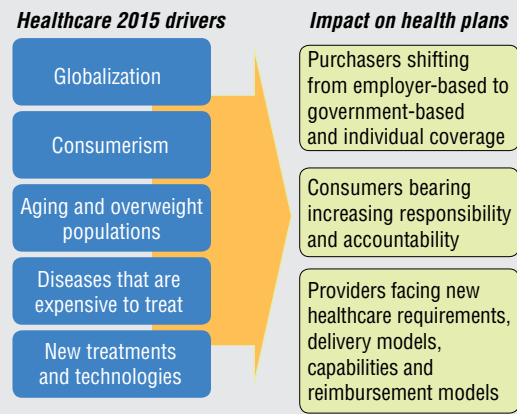 Healthcare 2015 drivers
Globalization
Consumerism
Aging and overweight
populations
Diseases that are
expensive to treat
New treatments
and technologies
Impact on health plans
Purchasers shifting
from employer-based to
government-based
and individual coverage
Consumers bearing
increasing responsibility
and accountability
Providers facing new
healthcare requirements,
delivery models,
capabilities and
reimbursement models